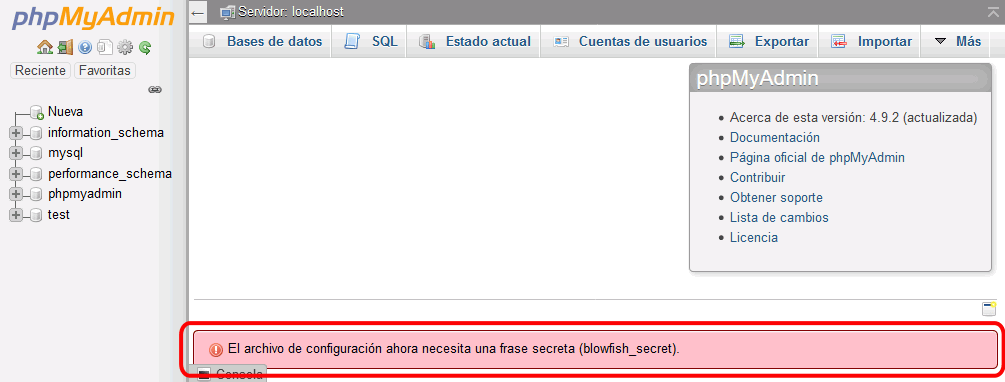 phpMyAdmin
Reciente Favoritas
Nueva
information_schema
mysql
performance_schema
phpmyadmin
test
Servidor: localhost
Bases de datos SQL Estado actual Cuentas de usuarios Exportar Importar Más
phpMyAdmin
Acerca de esta versión: 4.9.2 (actualizada)
Documentación
Página oficial de phpMyAdmin
Contribuir
Obtener soporte
Lista de cambios
Licencia
El archivo de configuración ahora necesita una frase secreta (blowfish_secret).
Consola